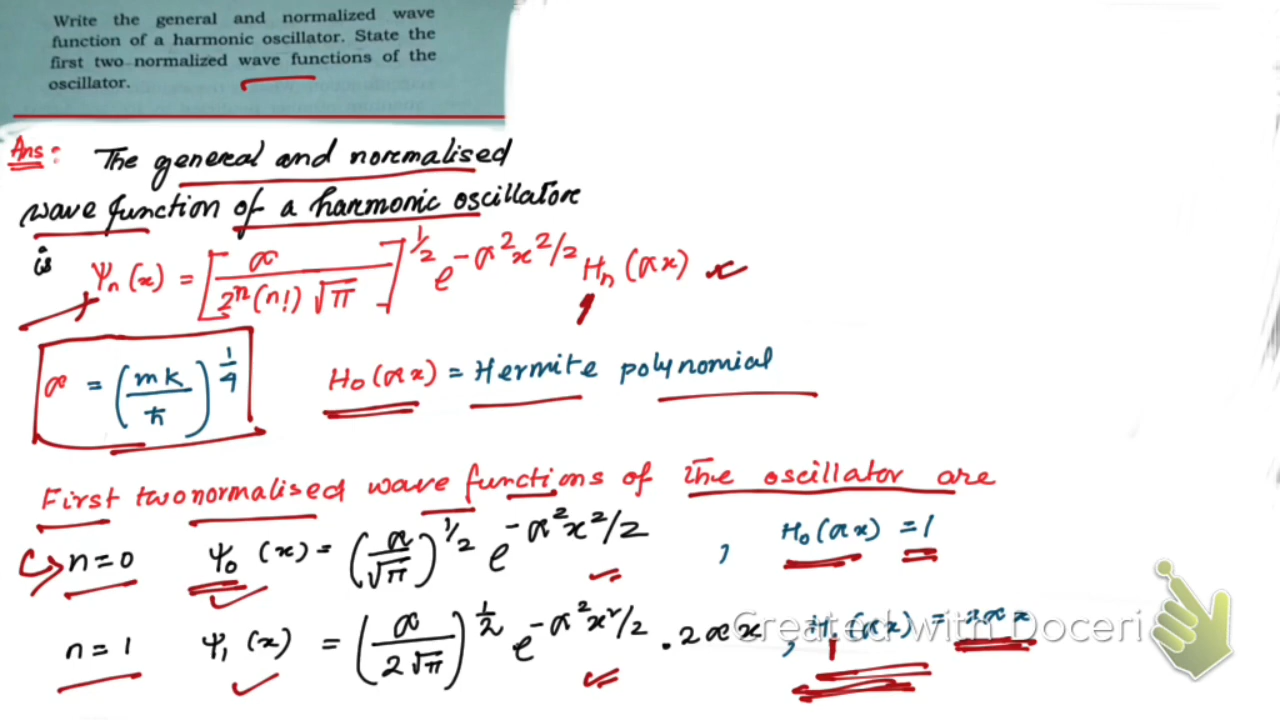 Write the general and normalized wave
function of a harmonic oscillator. State the
first two normalized wave functions of the
oscillator.
Ans: The general and normalised
wave function of a harmonic oscillator
is ψn(x) = [α / 2ⁿ(n!)√π]^1/2 e^-α²x²/2 Hn(αx)
α = (mk/ħ)^1/4 H₀(αx) = Hermite polynomial
First two normalised wave functions of the oscillator are
n=0 ψ₀(x) = (α/√π)^1/2 e^-α²x²/2 , H₀(αx) = 1
n=1 ψ₁(x) = (α/2√π)^1/2 e^-α²x²/2 . 2αx , H₁(αx) = 2αx
Created with Doceri